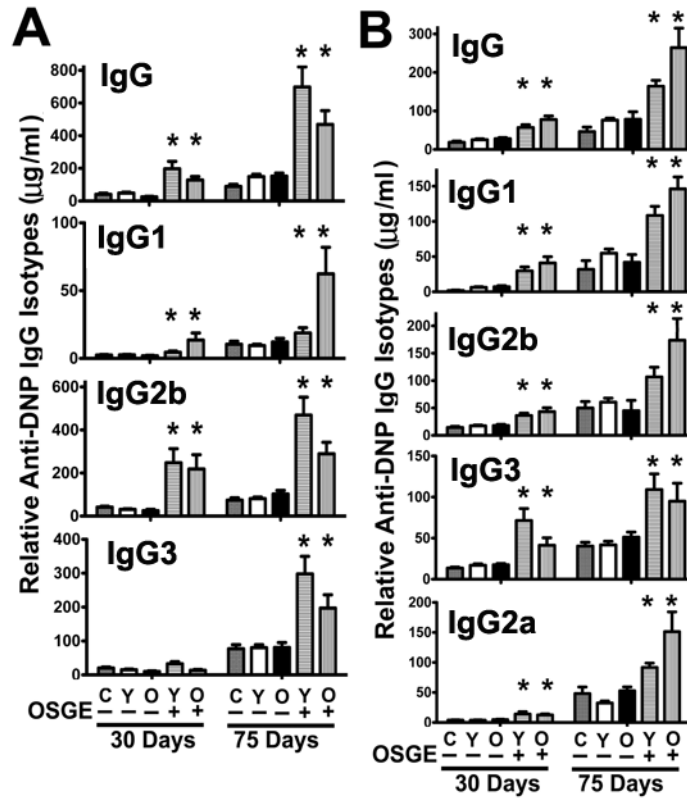 A
Relative Anti-DNP IgG Isotypes (µg/ml)
IgG
800
600
400
200
0
* * * *
IgG1
100
50
0
* * * *
IgG2b
600
400
200
0
* * * *
IgG3
400
300
200
100
0
* *
C Y O Y O C Y O Y O
OSGE − − − + + − − − + +
30 Days 75 Days
B
Relative Anti-DNP IgG Isotypes (µg/ml)
IgG
300
200
100
0
* * * *
IgG1
150
100
50
0
* * * *
IgG2b
200
150
100
50
0
* * * *
IgG3
150
100
50
0
* * * *
IgG2a
200
150
100
50
0
* * * *
C Y O Y O C Y O Y O
OSGE − − − + + − − − + +
30 Days 75 Days